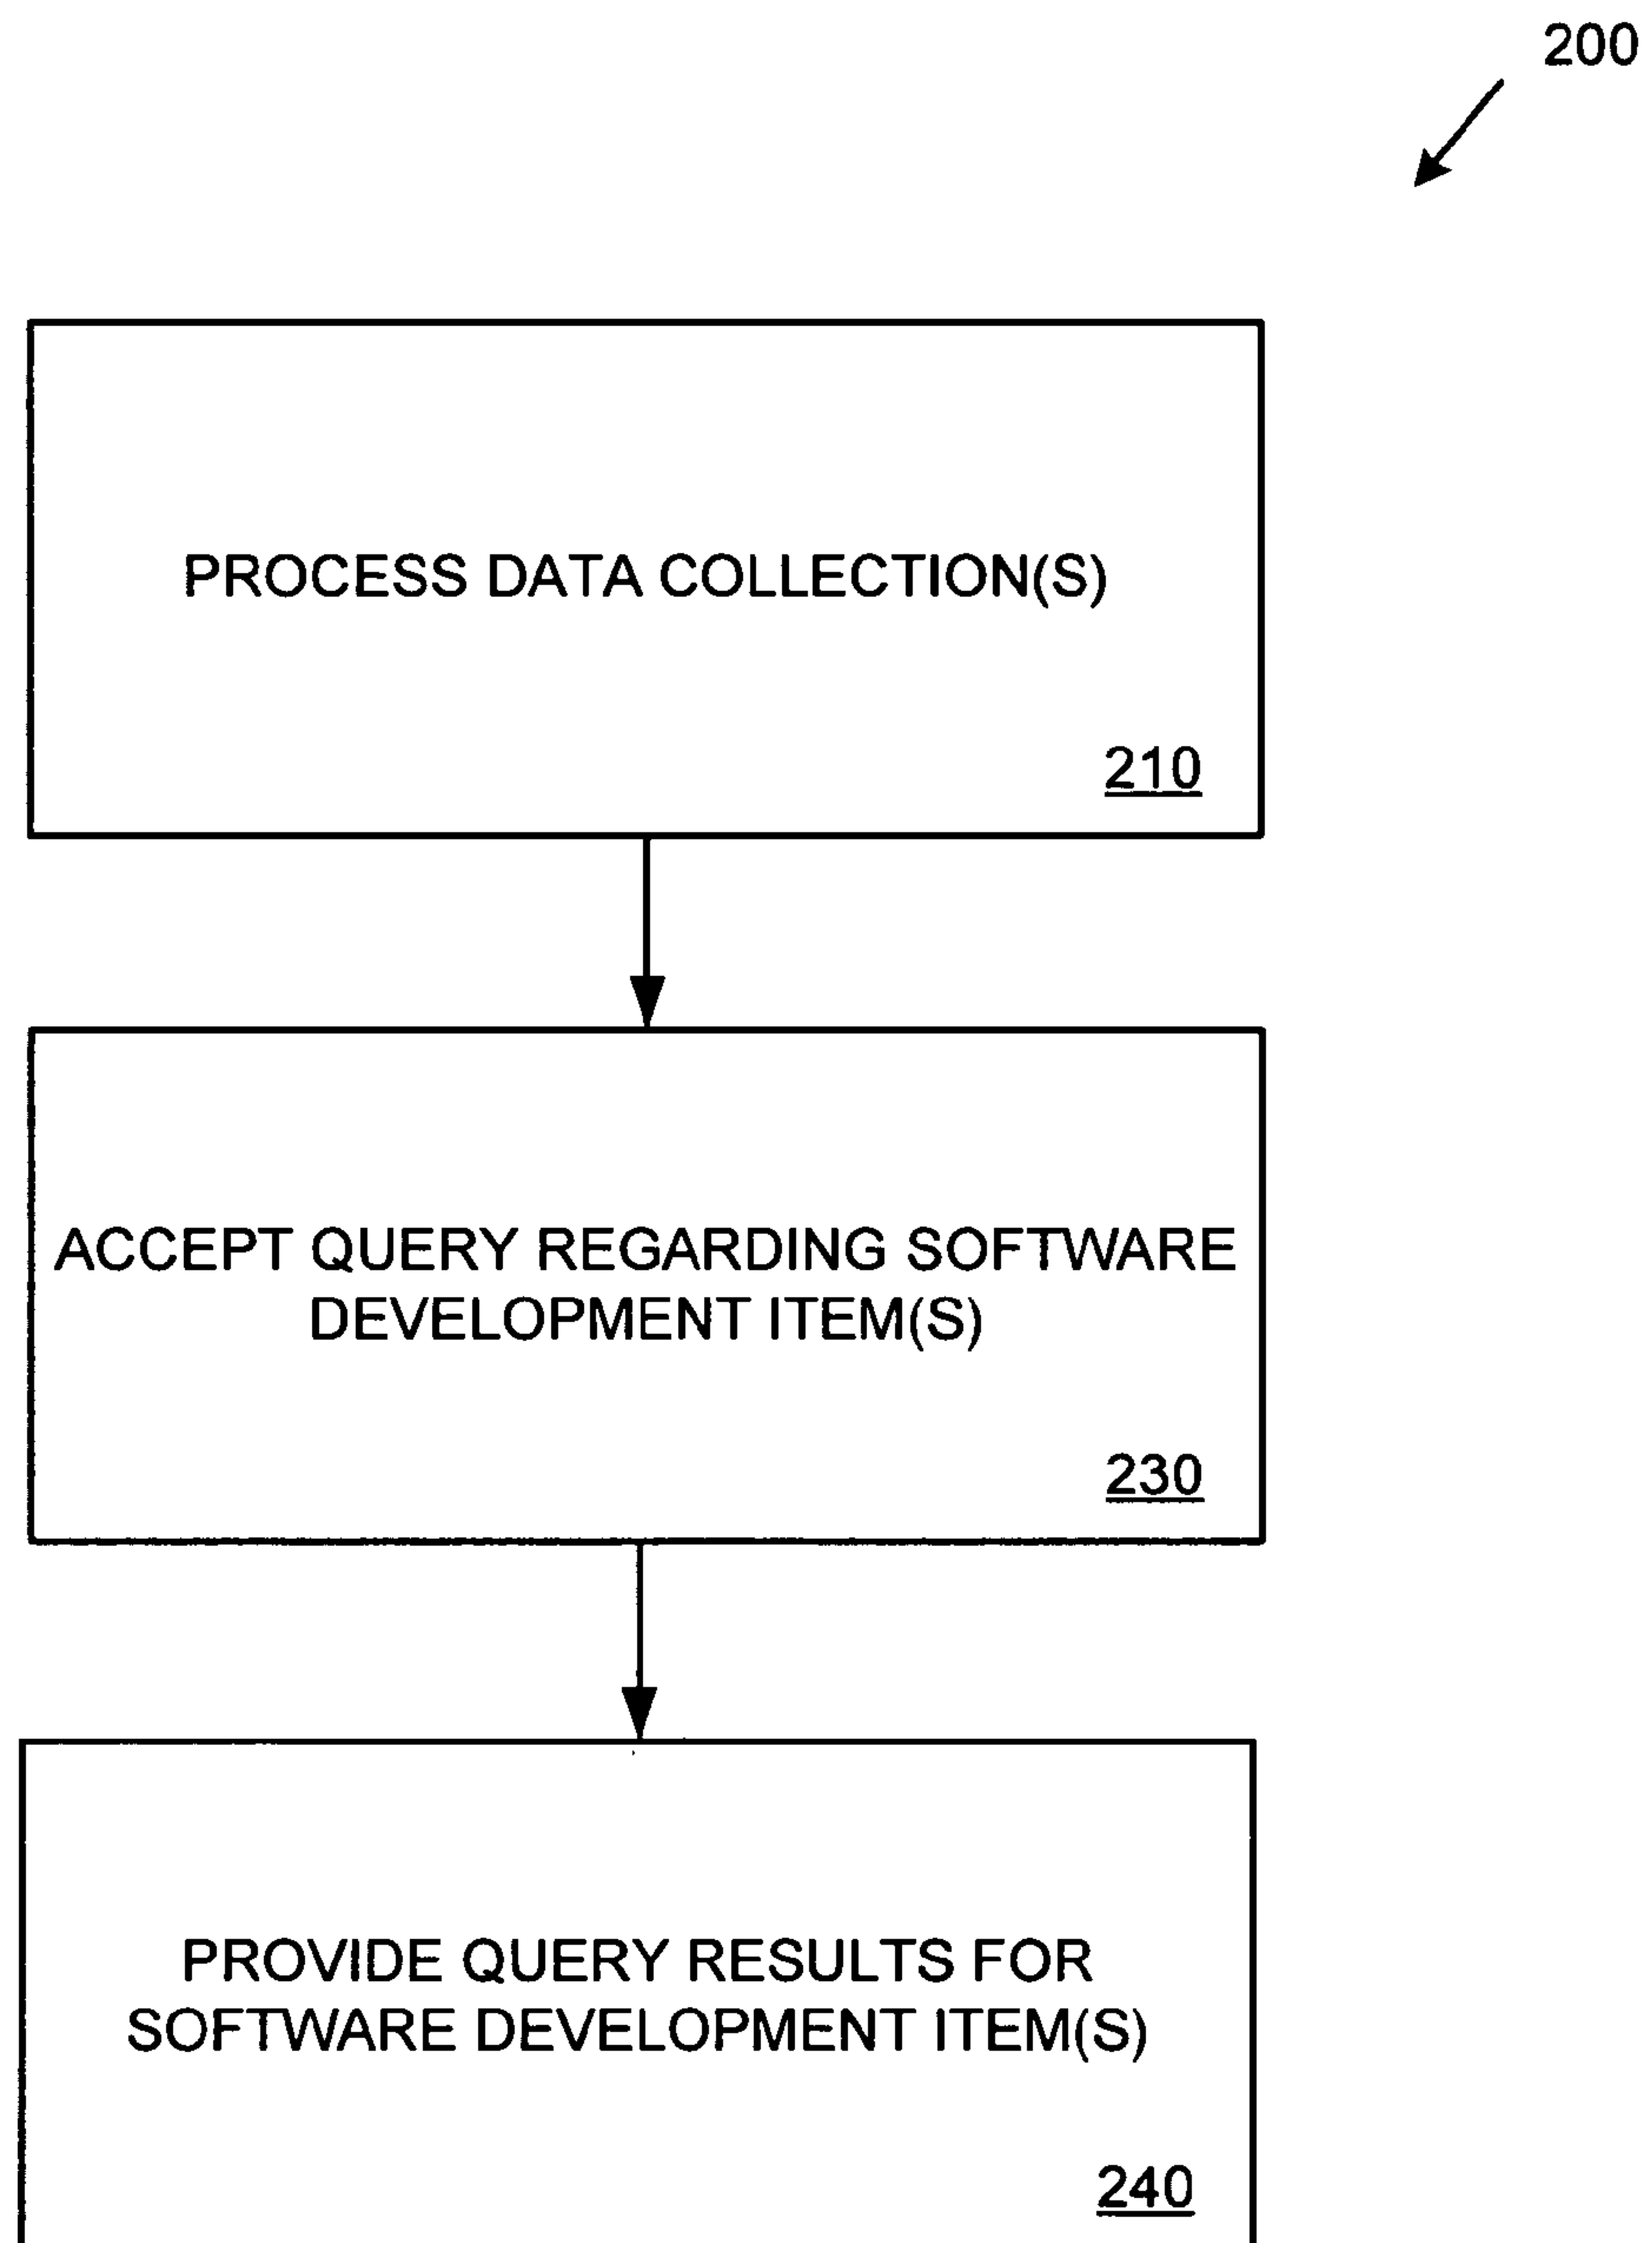 200
PROCESS DATA COLLECTION(S)
210
ACCEPT QUERY REGARDING SOFTWARE
DEVELOPMENT ITEM(S)
230
PROVIDE QUERY RESULTS FOR
SOFTWARE DEVELOPMENT ITEM(S)
240